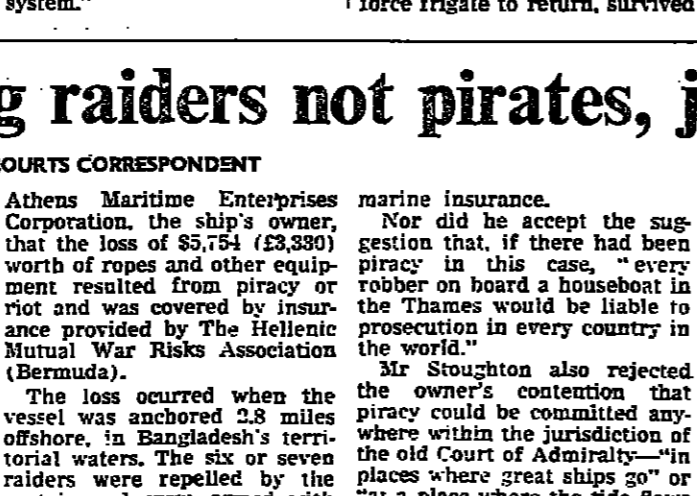 system."
force frigate to return, survived
g raiders not pirates, j
OURTS CORRESPONDENT
Athens Maritime Enterprises
Corporation, the ship's owner,
that the loss of $5,754 (£3,330)
worth of ropes and other equip-
ment resulted from piracy or
riot and was covered by insur-
ance provided by The Hellenic
Mutual War Risks Association
(Bermuda).
The loss ocurred when the
vessel was anchored 2.8 miles
offshore, in Bangladesh's terri-
torial waters. The six or seven
raiders were repelled by the
marine insurance.
Nor did he accept the sug-
gestion that, if there had been
piracy in this case, "every
robber on board a houseboat in
the Thames would be liable to
prosecution in every country in
the world."
Mr Stoughton also rejected
the owner's contention that
piracy could be committed any-
where within the jurisdiction of
the old Court of Admiralty—"in
places where great ships go" or